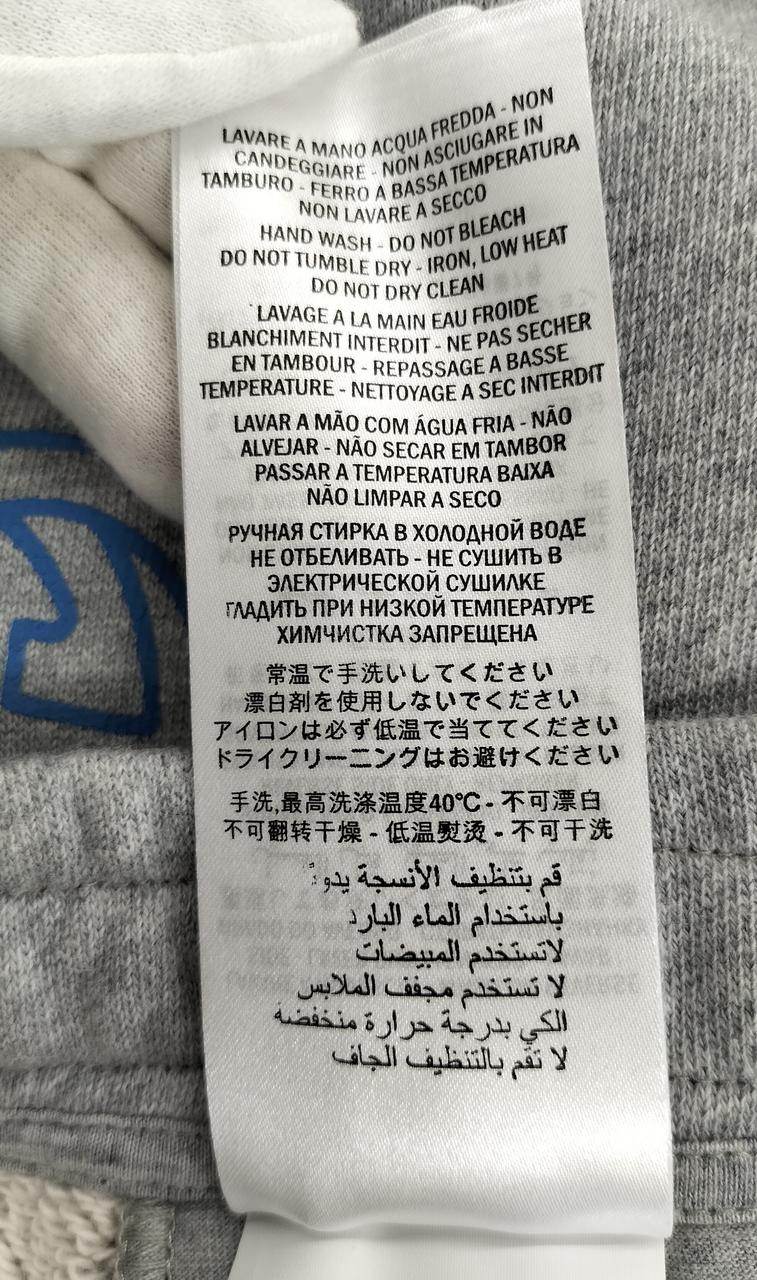 LAVARE A MANO ACQUA FREDDA - NON
CANDEGGIARE - NON ASCIUGARE IN
TAMBURO - FERRO A BASSA TEMPERATURA
NON LAVARE A SECCO
HAND WASH - DO NOT BLEACH
DO NOT TUMBLE DRY - IRON, LOW HEAT
DO NOT DRY CLEAN
LAVAGE A LA MAIN EAU FROIDE
BLANCHIMENT INTERDIT - NE PAS SECHER
EN TAMBOUR - REPASSAGE A BASSE
TEMPERATURE - NETTOYAGE A SEC INTERDIT
LAVAR A MÃO COM ÁGUA FRIA - NÃO
ALVEJAR - NÃO SECAR EM TAMBOR
PASSAR A TEMPERATURA BAIXA
NÃO LIMPAR A SECO
РУЧНАЯ СТИРКА В ХОЛОДНОЙ ВОДЕ
НЕ ОТБЕЛИВАТЬ - НЕ СУШИТЬ В
ЭЛЕКТРИЧЕСКОЙ СУШИЛКЕ
ГЛАДИТЬ ПРИ НИЗКОЙ ТЕМПЕРАТУРЕ
ХИМЧИСТКА ЗАПРЕЩЕНА
常温で手洗いしてください
漂白剤を使用しないでください
アイロンは必ず低温で当ててください
ドライクリーニングはお避けください
手洗,最高洗涤温度40℃ - 不可漂白
不可翻转干燥 - 低温熨烫 - 不可干洗
قم بتنظيف الأنسجة
باستخدام الماء البارد
لاتستخدم المبيضات
لا تستخدم مجفف الملابس
الكي بدرجة حرارة منخفضة
لا تقم بالتنظيف الجاف